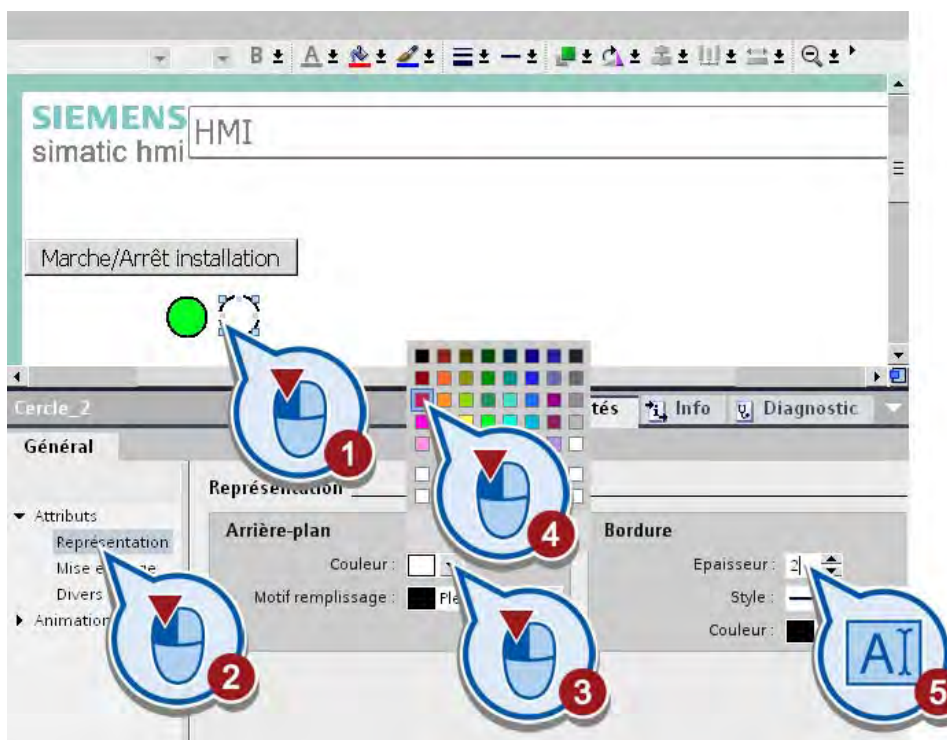 B A
SIEMENS
simatic hmi
HMI
Marche/Arrêt installation
1
Cercle_2
tés Info Diagnostic
Général
4
Représentation
Attributs
Représentation
Arrière-plan
Bordure
Couleur :
Epaisseur : 2
Divers
Motif remplissage :
Style :
Animation
Couleur :
A
2
3
5